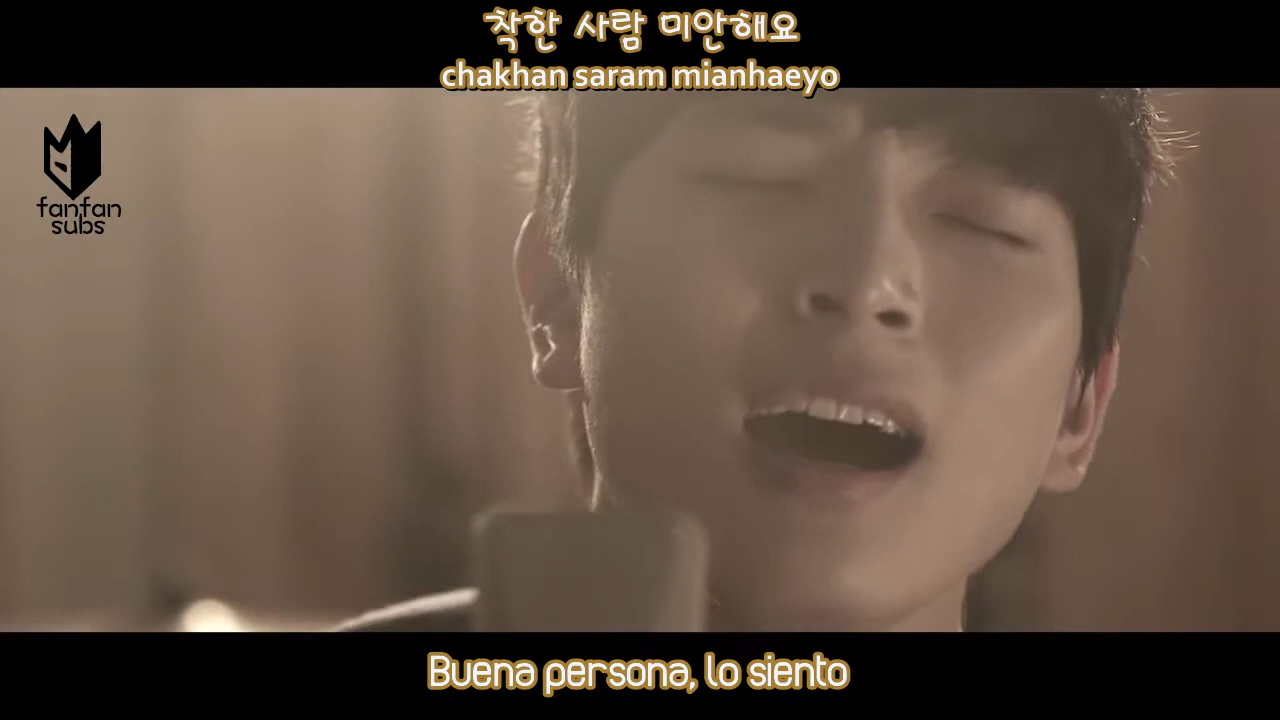 착한 사람 미안해요
chakhan saram mianhaeyo
fanfan
subs
Buena persona, lo siento